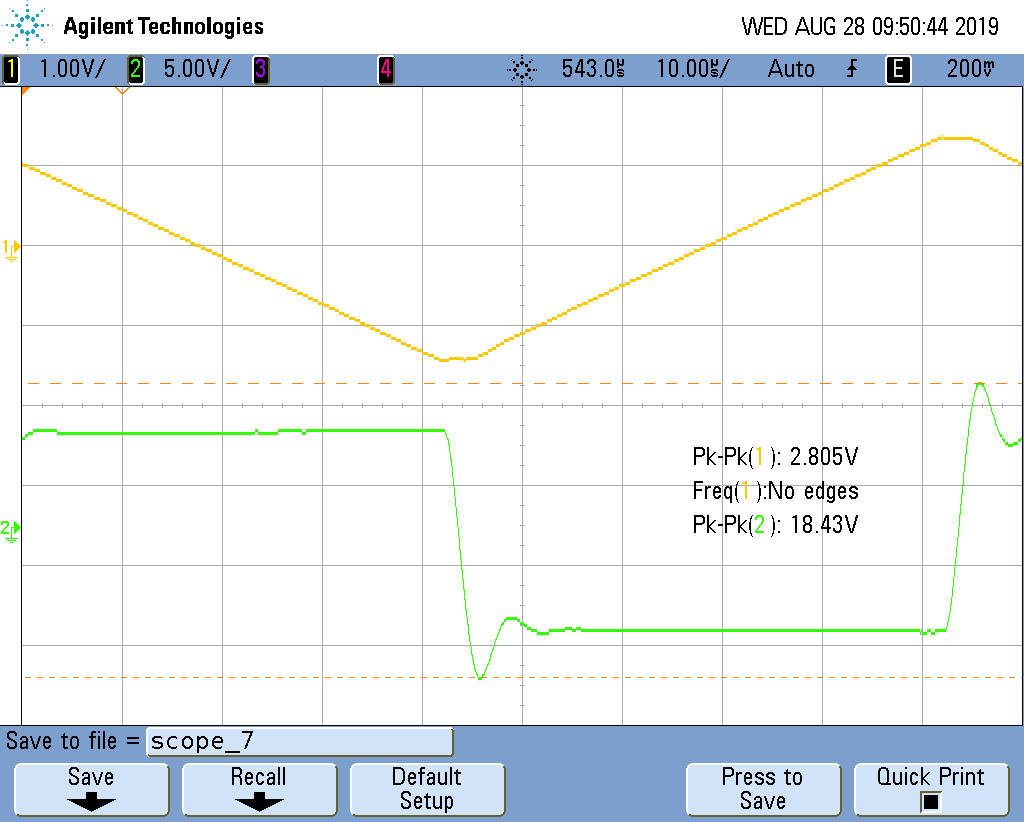 Agilent Technologies WED AUG 28 09:50:44 2019
1 1.00V/ 2 5.00V/ 3 4 543.0µs 10.00µs/ Auto E 200mV
1
Pk-Pk(1): 2.805V
Freq(1):No edges
Pk-Pk(2): 18.43V
2
Save to file = scope_7
Save Recall Default Setup Press to Save Quick Print